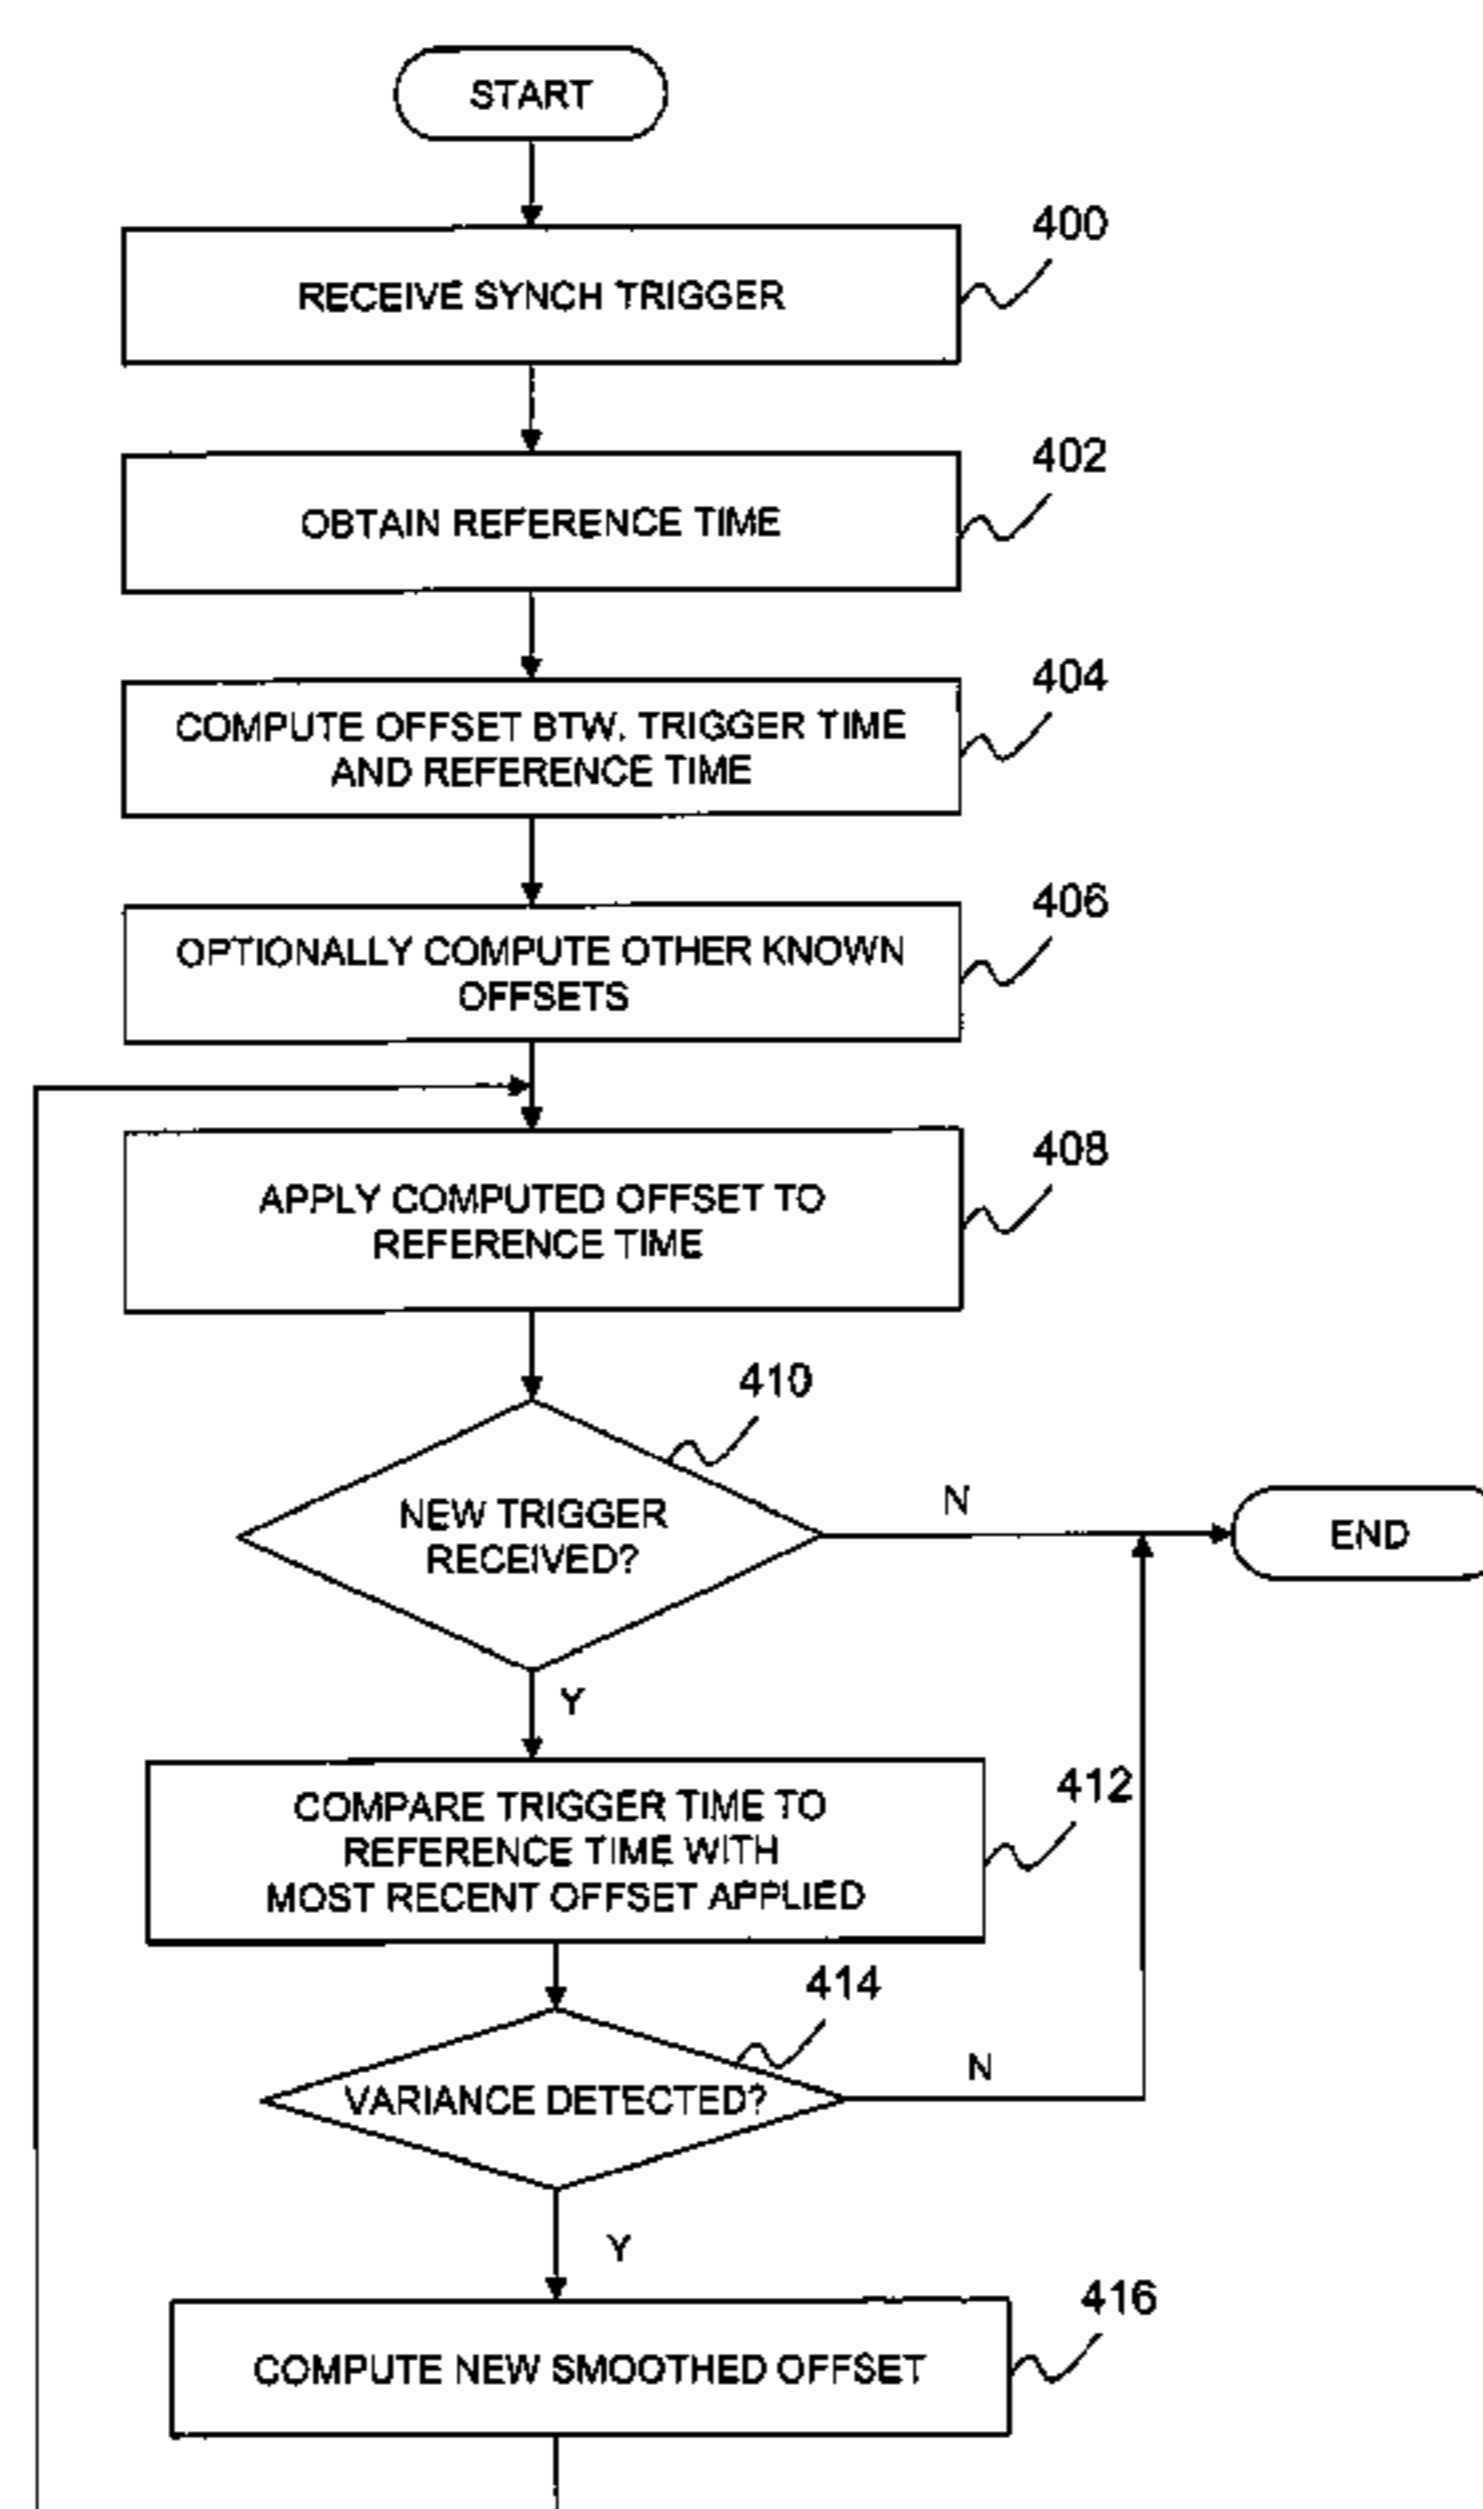 START
400
RECEIVE SYNCH TRIGGER
402
OBTAIN REFERENCE TIME
404
COMPUTE OFFSET BTW. TRIGGER TIME
AND REFERENCE TIME
406
OPTIONALLY COMPUTE OTHER KNOWN
OFFSETS
408
APPLY COMPUTED OFFSET TO
REFERENCE TIME
410
NEW TRIGGER
RECEIVED?
N
END
Y
412
COMPARE TRIGGER TIME TO
REFERENCE TIME WITH
MOST RECENT OFFSET APPLIED
414
VARIANCE DETECTED?
N
Y
416
COMPUTE NEW SMOOTHED OFFSET